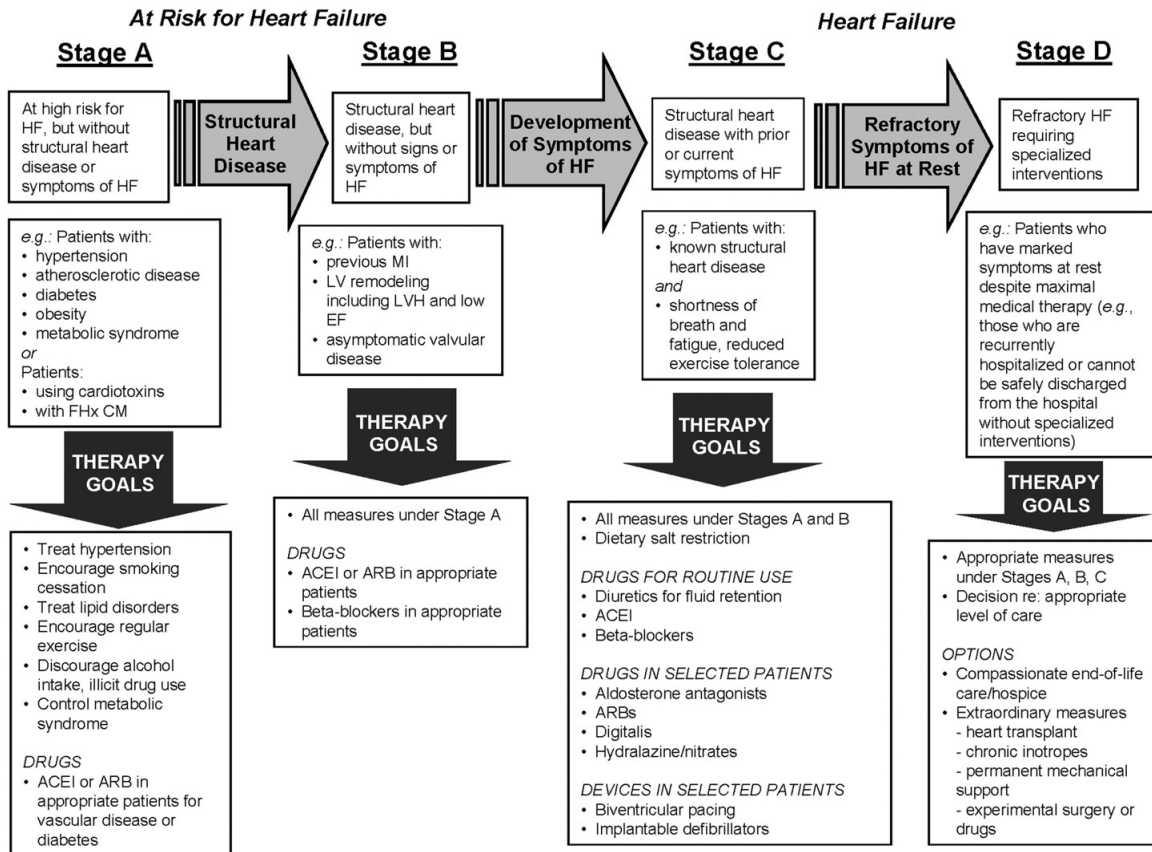 At Risk for Heart Failure
Heart Failure
Stage A
Stage B
Stage C
Stage D
At high risk for
HF, but without
structural heart
disease or
symptoms of HF
Structural
Heart
Disease
Structural heart
disease, but
without signs or
symptoms of
HF
Development
of Symptoms
of HF
Structural heart
disease with prior
or current
symptoms of HF
Refractory
Symptoms of
HF at Rest
Refractory HF
requiring
specialized
interventions
e.g.: Patients with:
• hypertension
• atherosclerotic disease
• diabetes
• obesity
• metabolic syndrome
or
Patients:
• using cardiotoxins
• with FHx CM
e.g.: Patients with:
• previous MI
• LV remodeling
including LVH and low
EF
• asymptomatic valvular
disease
e.g.: Patients with:
• known structural
heart disease
and
• shortness of
breath and
fatigue, reduced
exercise tolerance
e.g.: Patients who
have marked
symptoms at rest
despite maximal
medical therapy (e.g.,
those who are
recurrently
hospitalized or cannot
be safely discharged
from the hospital
without specialized
interventions)
THERAPY
GOALS
THERAPY
GOALS
THERAPY
GOALS
THERAPY
GOALS
• Treat hypertension
• Encourage smoking
cessation
• Treat lipid disorders
• Encourage regular
exercise
• Discourage alcohol
intake, illicit drug use
• Control metabolic
syndrome
DRUGS
• ACEI or ARB in
appropriate patients for
vascular disease or
diabetes
• All measures under Stage A
DRUGS
• ACEI or ARB in appropriate
patients
• Beta-blockers in appropriate
patients
• All measures under Stages A and B
• Dietary salt restriction
DRUGS FOR ROUTINE USE
• Diuretics for fluid retention
• ACEI
• Beta-blockers
DRUGS IN SELECTED PATIENTS
• Aldosterone antagonists
• ARBs
• Digitalis
• Hydralazine/nitrates
DEVICES IN SELECTED PATIENTS
• Biventricular pacing
• Implantable defibrillators
• Appropriate measures
under Stages A, B, C
• Decision re: appropriate
level of care
OPTIONS
• Compassionate end-of-life
care/hospice
• Extraordinary measures
- heart transplant
- chronic inotropes
- permanent mechanical
support
- experimental surgery or
drugs